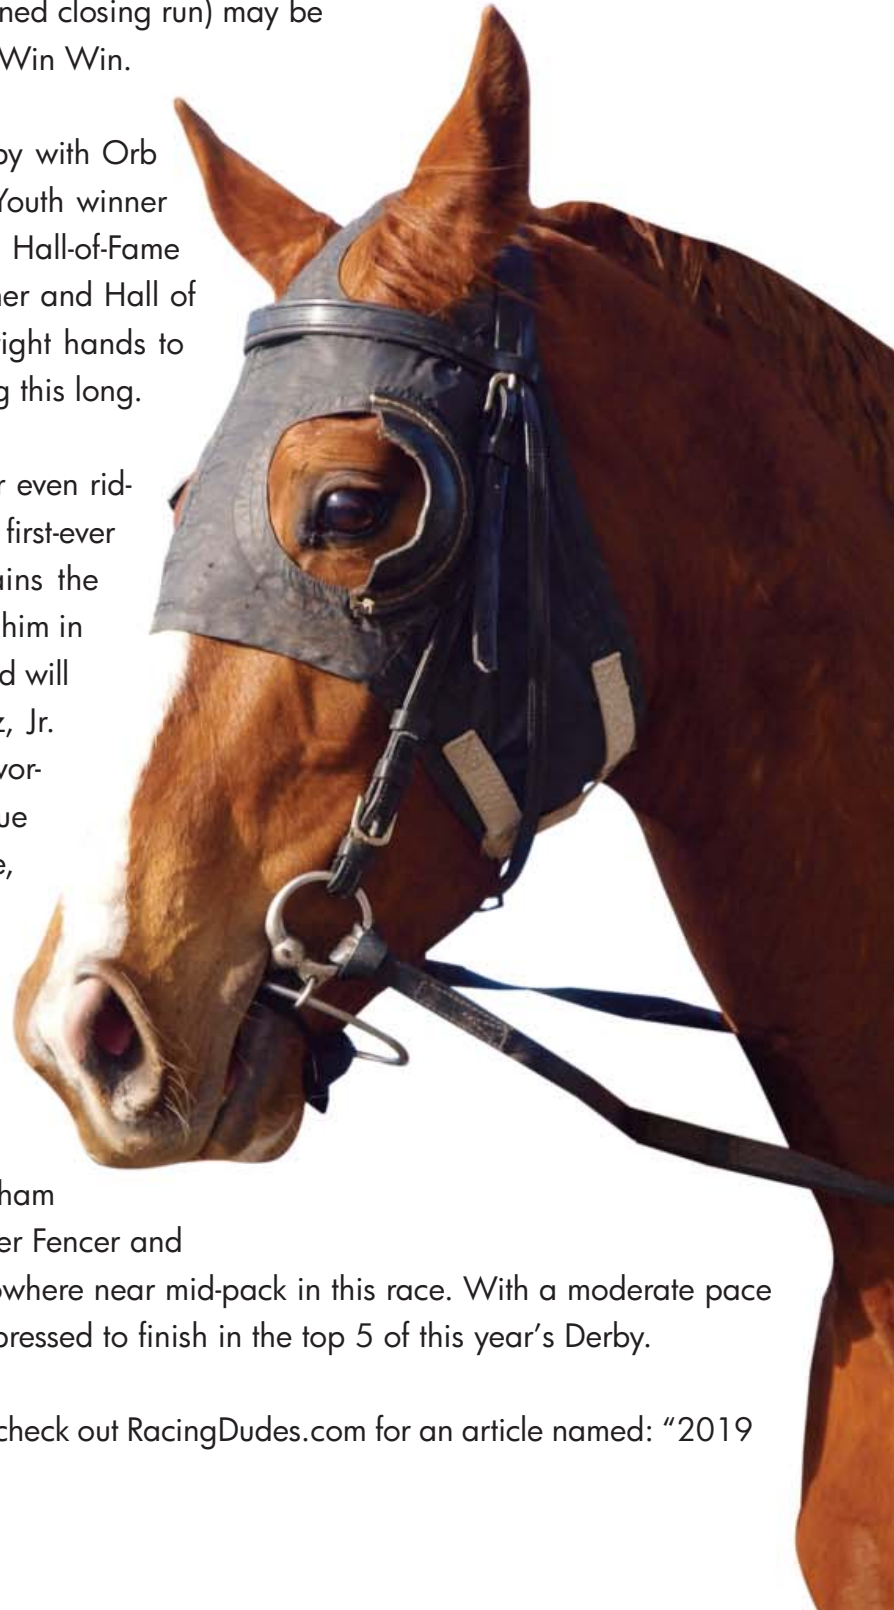 ned closing run) may be
Win Win.
by with Orb
Youth winner
Hall-of-Fame
ner and Hall of
right hands to
g this long.
r even rid-
first-ever
ains the
him in
d will
z, Jr.
vor-
ue
e,
ham
er Fencer and
owhere near mid-pack in this race. With a moderate pace
pressed to finish in the top 5 of this year’s Derby.
check out RacingDudes.com for an article named: “2019